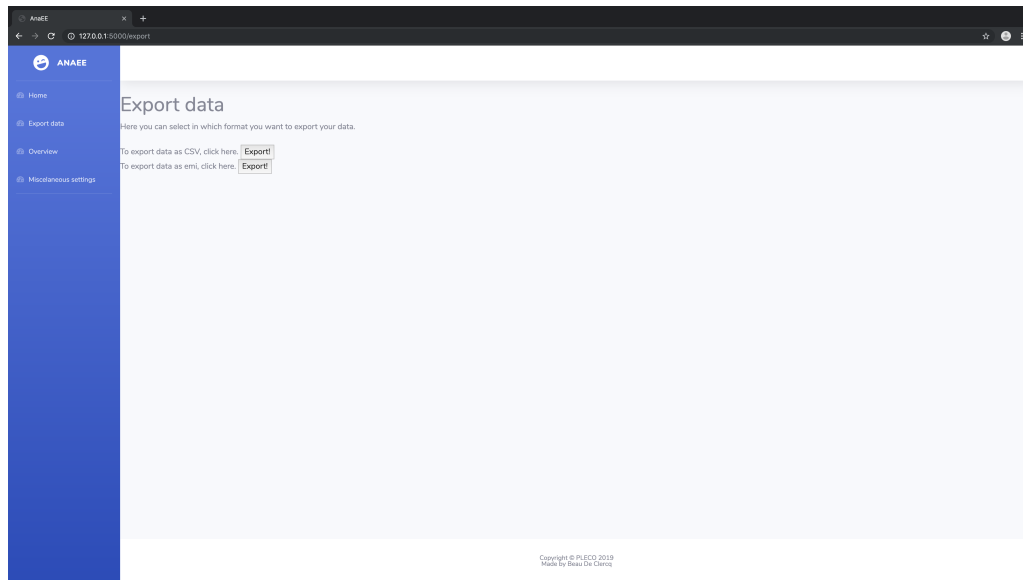 AnaEE
127.0.0.1:5000/export
ANAEE
Home
Export data
Overview
Miscelaneous settings
Export data
Here you can select in which format you want to export your data.
To export data as CSV, click here. Export!
To export data as emi, click here. Export!
Copyright © PLECO 2019
Made by Beau De Clercq